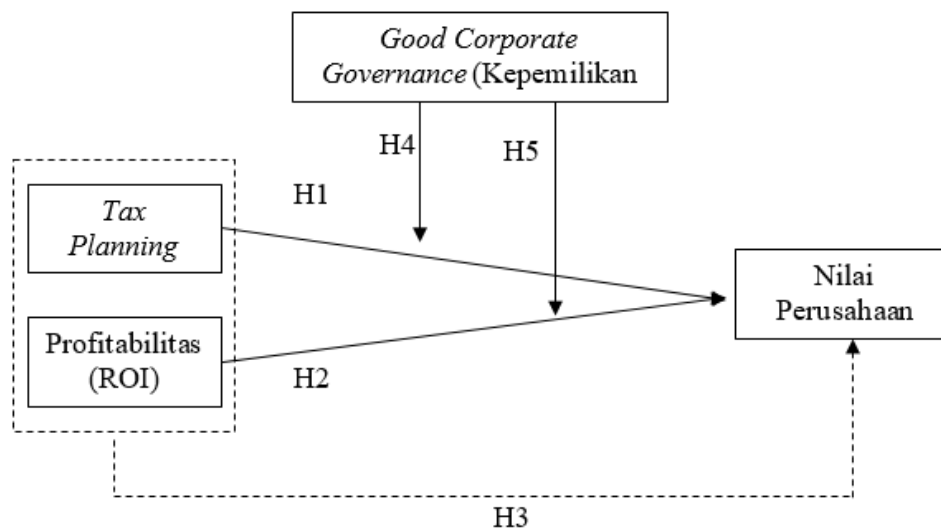 Good Corporate
Governance (Kepemilikan
H4
H5
H1
Tax
Planning
Nilai
Perusahaan
Profitabilitas
(ROI)
H2
H3